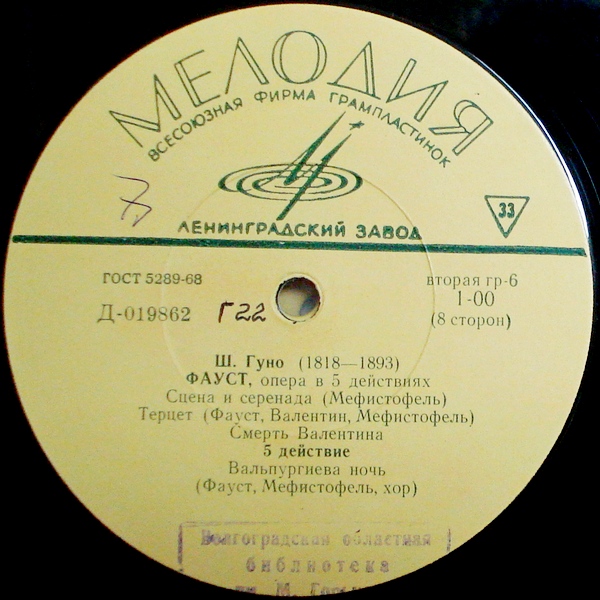 МЕЛОДИЯ
ВСЕСОЮЗНАЯ ФИРМА ГРАМПЛАСТИНОК
ЛЕНИНГРАДСКИЙ ЗАВОД
33
ГОСТ 5289-68
Д-019862 Г22
вторая гр-6
1-00
(8 сторон)
Ш. Гуно (1818—1893)
ФАУСТ, опера в 5 действиях
Сцена и серенада (Мефистофель)
Терцет (Фауст, Валентин, Мефистофель)
Смерть Валентина
5 действие
Вальпургиева ночь
(Фауст, Мефистофель, хор)
Волгоградская областная
библиотека
М.